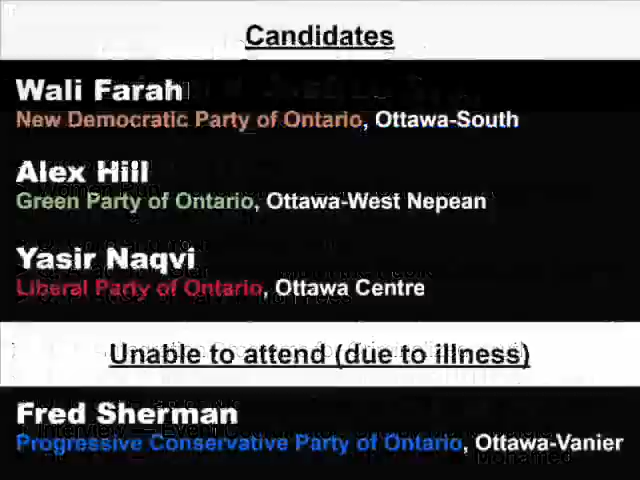 Candidates
Wali Farah
New Democratic Party of Ontario, Ottawa-South
Alex Hill
Green Party of Ontario, Ottawa-West Nepean
Yasir Naqvi
Liberal Party of Ontario, Ottawa Centre
Unable to attend (due to illness)
Fred Sherman
Progressive Conservative Party of Ontario, Ottawa-Vanier